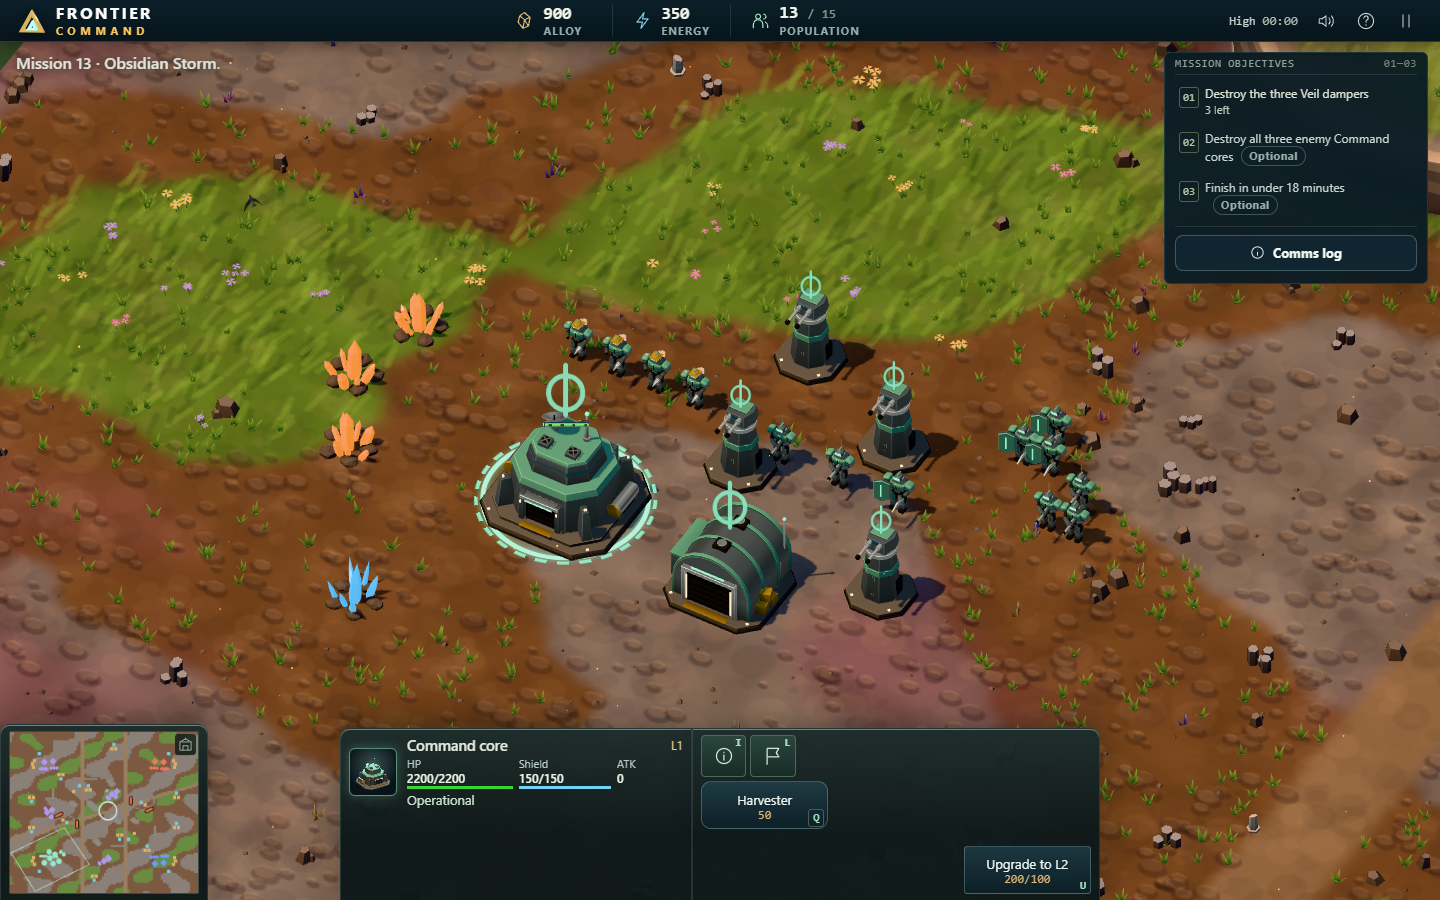 FRONTIER
COMMAND
900
ALLOY
350
ENERGY
13 / 15
POPULATION
High 00:00
Mission 13 · Obsidian Storm.
MISSION OBJECTIVES 01—03
01 Destroy the three Veil dampers
3 left
02 Destroy all three enemy Command
cores Optional
03 Finish in under 18 minutes
Optional
Comms log
Command core L1
HP Shield ATK
2200/2200 150/150 0
Operational
I L
Harvester
50
Q
Upgrade to L2
200/100
U